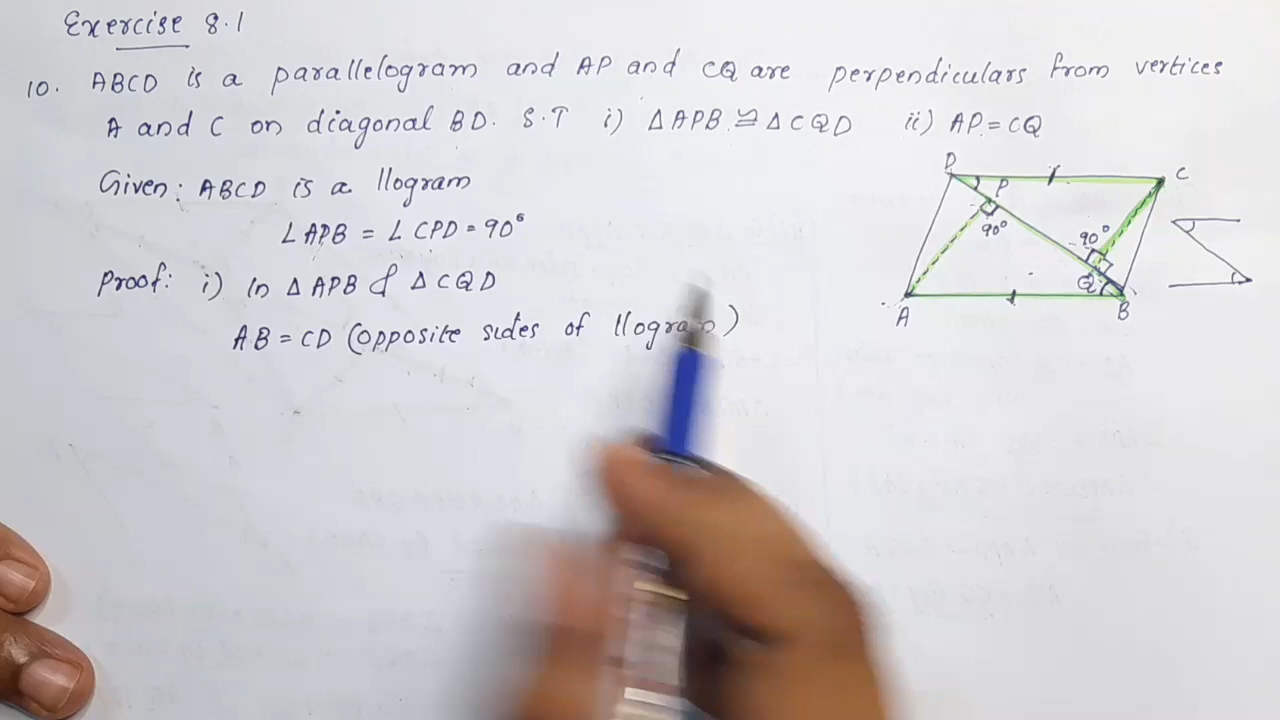 Exercise 8.1
10. ABCD is a parallelogram and AP and CQ are perpendiculars from vertices
A and C on diagonal BD. S.T i) △APB ≅ △CQD ii) AP = CQ
Given: ABCD is a llogram
∠APB = ∠CPD = 90°
Proof: i) In △APB & △CQD
AB = CD (opposite sides of llogram)
D
C
P
90°
90°
Q
A
B